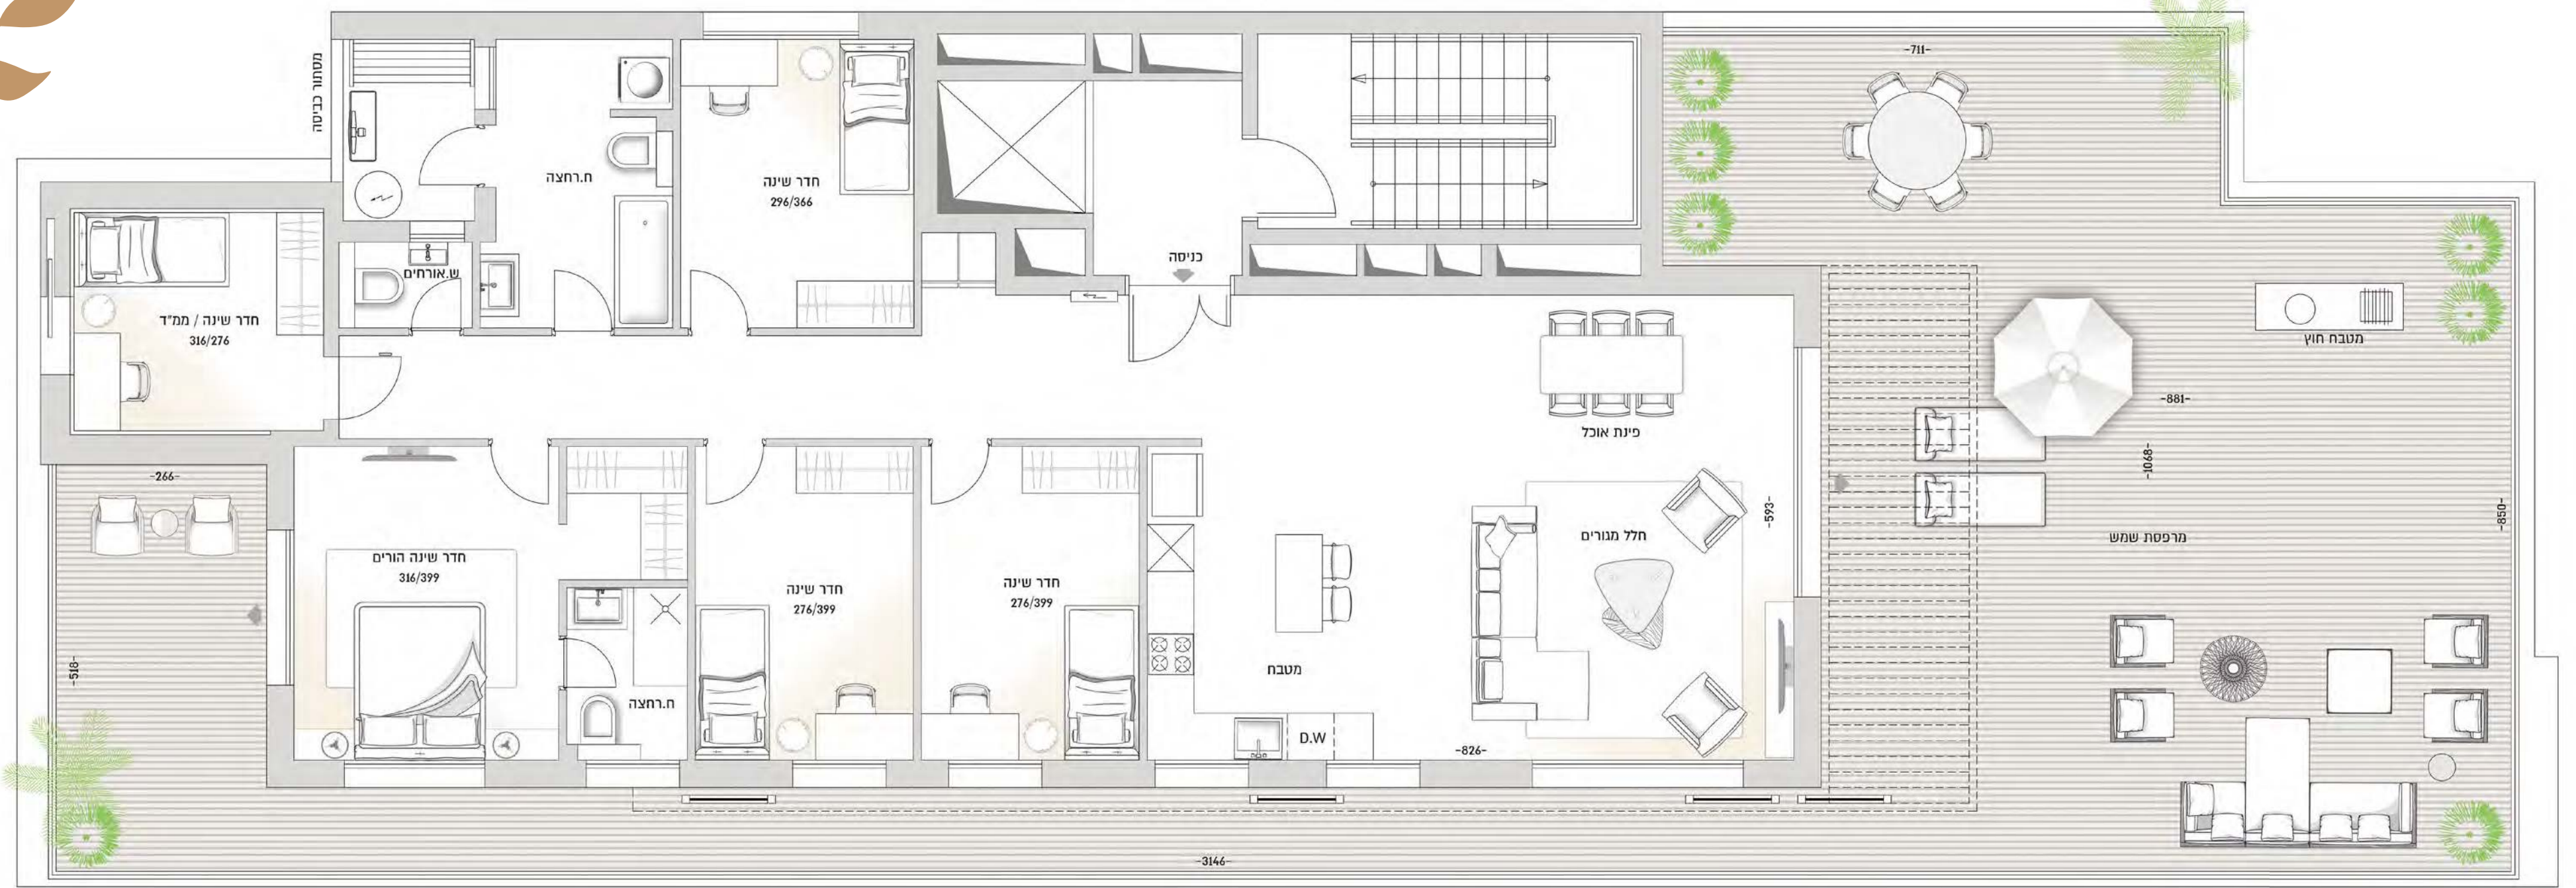 -711-
מסתור כביסה
ח.רחצה
חדר שינה
296/366
כניסה
ש.אורחים
חדר שינה / ממ"ד
316/276
מטבח חוץ
-881-
פינת אוכל
-1068-
-266-
-593-
-850-
חלל מגורים
מרפסת שמש
חדר שינה הורים
316/399
חדר שינה
276/399
חדר שינה
276/399
-518-
מטבח
ח.רחצה
D.W
-826-
-3146-